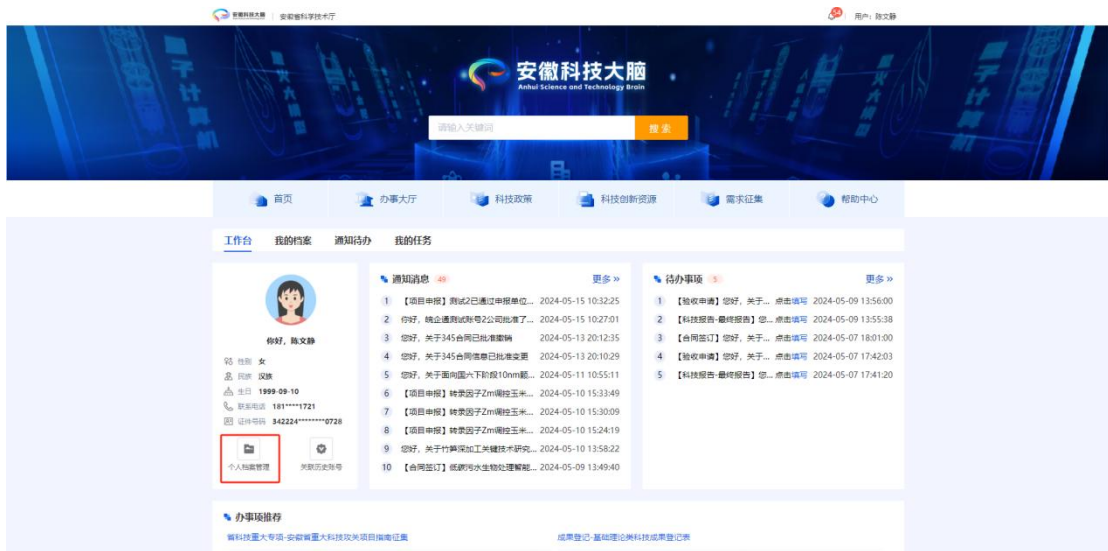 安徽科技大脑 安徽省科学技术厅
54 用户：陈文静
安徽科技大脑
Anhui Science and Technology Brain
请输入关键词 搜索
首页 办事大厅 科技政策 科技创新资源 需求征集 帮助中心
工作台 我的档案 通知待办 我的任务
你好，陈文静
性别 女
民族 汉族
生日 1999-09-10
联系电话 181****1721
证件号码 342224********0728
个人档案管理 关联历史账号
通知消息 49 更多 »
1 【项目申报】测试2已通过申报单位... 2024-05-15 10:32:25
2 你好，皖企通测试账号2公司批准了... 2024-05-15 10:27:01
3 您好，关于345合同已批准撤销 2024-05-13 20:12:35
4 您好，关于345合同信息已批准变更 2024-05-13 20:10:29
5 您好，关于面向国六下阶段10nm颗... 2024-05-11 10:55:11
6 【项目申报】转录因子Zm调控玉米... 2024-05-10 15:33:49
7 【项目申报】转录因子Zm调控玉米... 2024-05-10 15:30:09
8 【项目申报】转录因子Zm调控玉米... 2024-05-10 15:24:19
9 您好，关于竹笋深加工关键技术研究... 2024-05-10 13:58:22
10 【合同签订】低碳污水生物处理智能... 2024-05-09 13:49:40
待办事项 5 更多 »
1 【验收申请】您好，关于... 点击填写 2024-05-09 13:56:00
2 【科技报告-最终报告】您... 点击填写 2024-05-09 13:55:38
3 【合同签订】您好，关于... 点击填写 2024-05-07 18:01:00
4 【验收申请】您好，关于... 点击填写 2024-05-07 17:42:03
5 【科技报告-最终报告】您... 点击填写 2024-05-07 17:41:20
办事项推荐
省科技重大专项-安徽省重大科技攻关项目指南征集 成果登记-基础理论类科技成果登记表